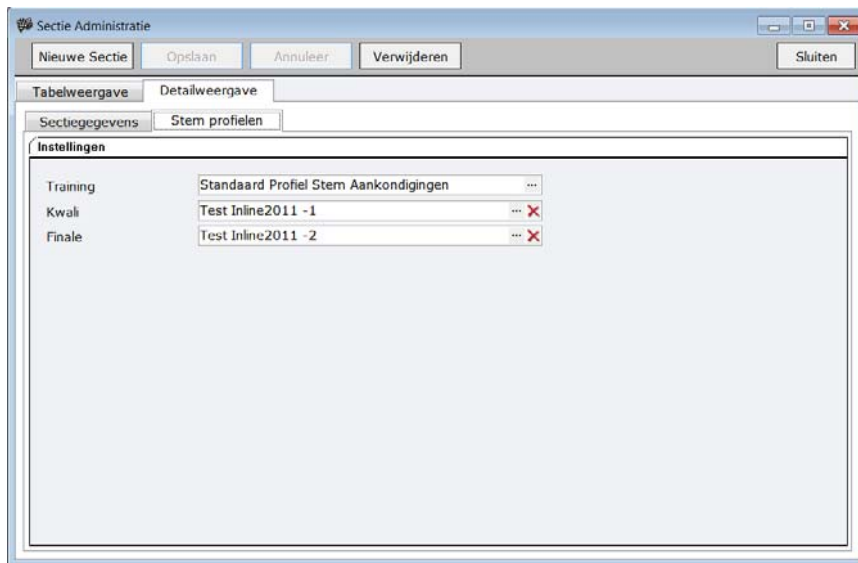 Sectie Administratie
Nieuwe Sectie Opslaan Annuleer Verwijderen Sluiten
Tabelweergave Detailweergave
Sectiegegevens Stem profielen
Instellingen
Training Standaard Profiel Stem Aankondigingen ...
Kwali Test Inline2011 -1 ...
Finale Test Inline2011 -2 ...